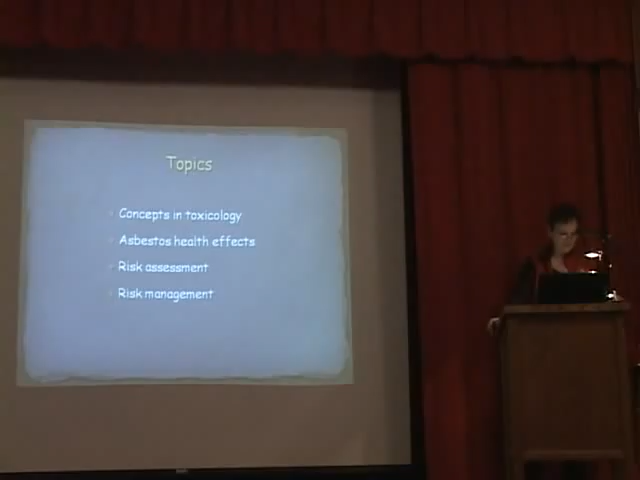 Topics
Concepts in toxicology
Asbestos health effects
Risk assessment
Risk management